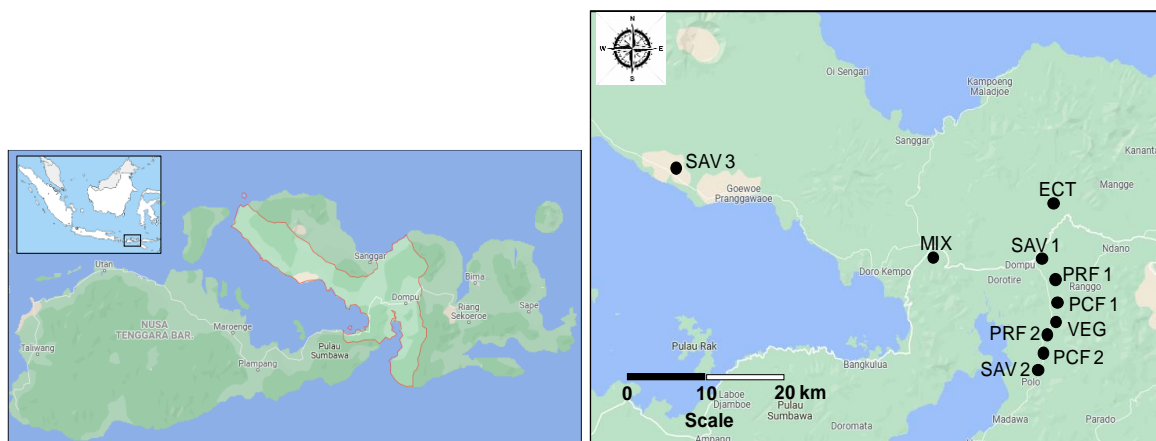 Utan
Taliwang
NUSA
TENGGARA BAR.
Maroenge
Plampang
Pulau
Sumbawa
Sanggar
Dompu
Bima
Riang
Sekoeroe
Sape
N
W
E
S
Oi Sengari
Kampoeng
Maladjoe
Sanggar
Kananta
SAV 3
Goewoe
Pranggawaoe
ECT
Mangge
MIX
SAV 1
Ndano
Doro Kempo
Dompu
Dorotire
PRF 1
Ranggo
PCF 1
VEG
PRF 2
PCF 2
SAV 2
Polo
Pulau Rak
Bangkulua
0
10
20 km
Scale
Laboe
Djamboe
Pulau
Sumbawa
Madawa
Parado
Doromata
Ampang